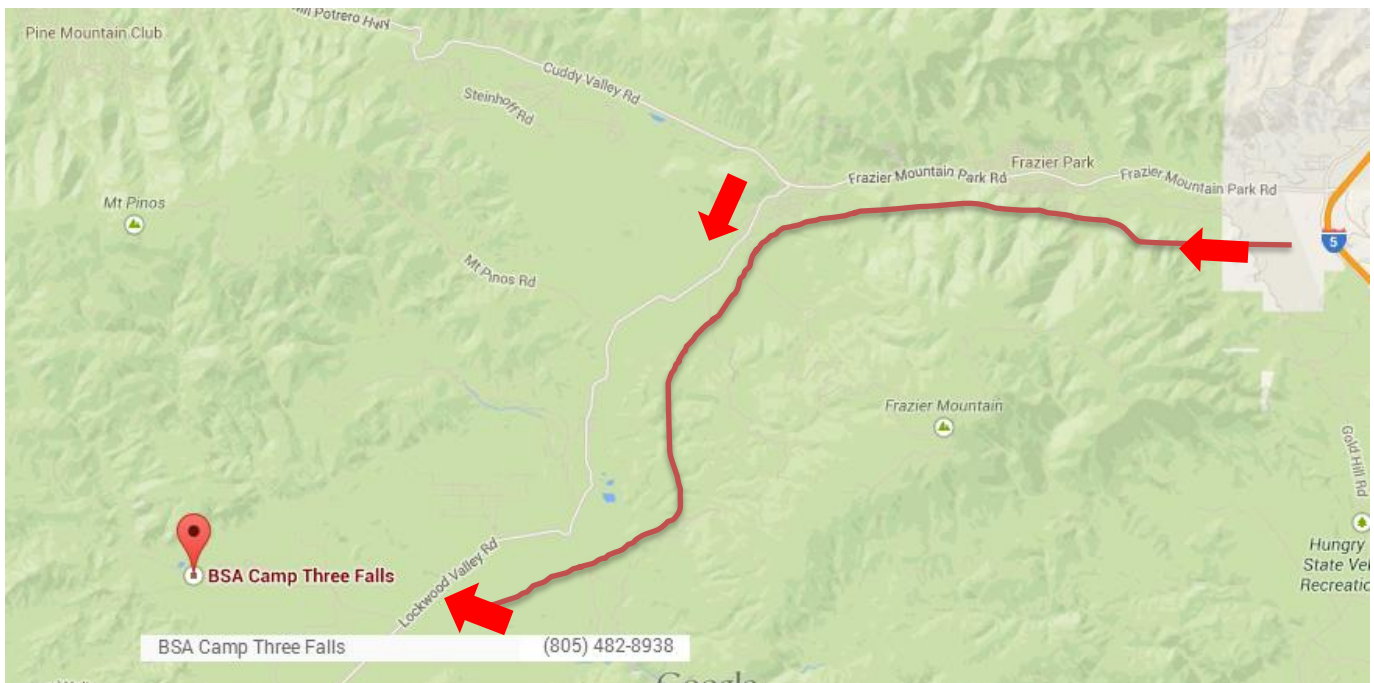 Mill Potrero Hwy
Pine Mountain Club
Cuddy Valley Rd
Steinhoff Rd
Frazier Park
Frazier Mountain Park Rd
Frazier Mountain Park Rd
Mt Pinos
5
Mt Pinos Rd
Frazier Mountain
Gold Hill Rd
Hungry
State Veh
Recreatio
BSA Camp Three Falls
Lockwood Valley Rd
BSA Camp Three Falls (805) 482-8938
Google